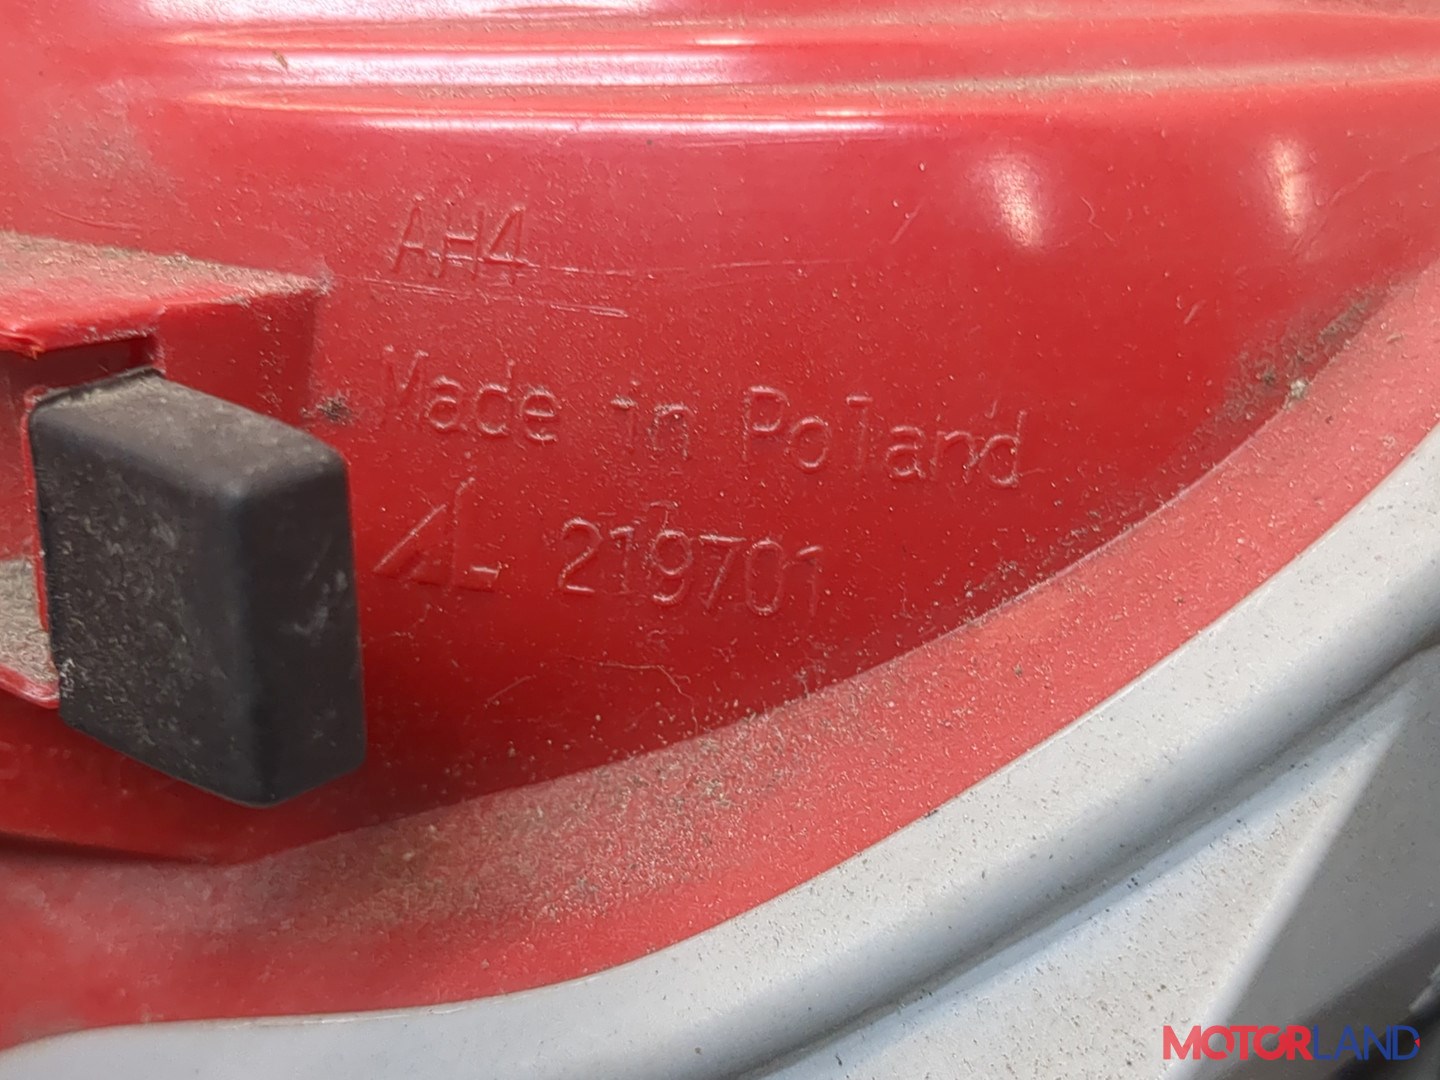 AH4
Made in Poland
AL 219701
MOTORLAND